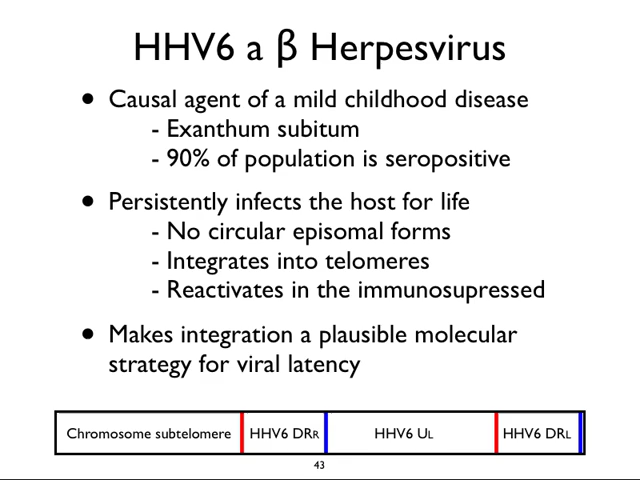 HHV6 a β Herpesvirus
• Causal agent of a mild childhood disease
- Exanthum subitum
- 90% of population is seropositive
• Persistently infects the host for life
- No circular episomal forms
- Integrates into telomeres
- Reactivates in the immunosupressed
• Makes integration a plausible molecular
strategy for viral latency
Chromosome subtelomere HHV6 DRR HHV6 UL HHV6 DRL
43